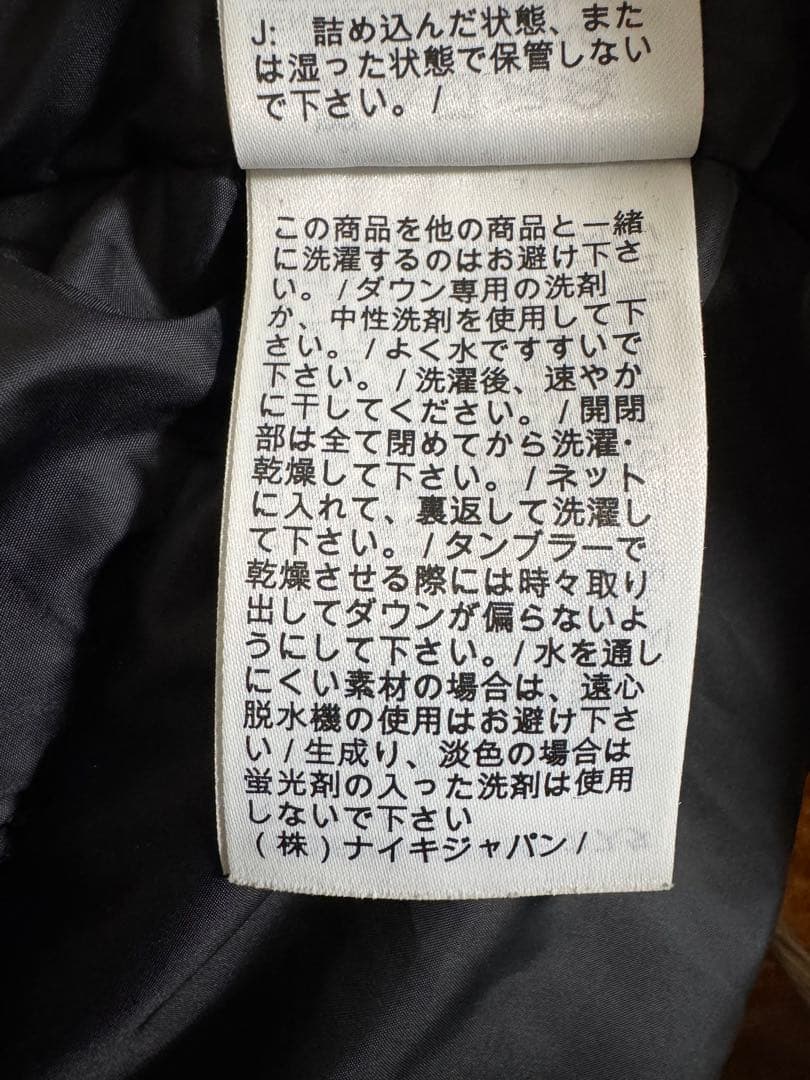 J: 詰め込んだ状態、また
は湿った状態で保管しない
で下さい。/
この商品を他の商品と一緒
に洗濯するのはお避け下さ
い。/ダウン専用の洗剤
か、中性洗剤を使用して下
さい。/よく水ですすいで
下さい。/洗濯後、速やか
に干してください。/開閉
部は全て閉めてから洗濯・
乾燥して下さい。/ネット
に入れて、裏返して洗濯し
て下さい。/タンブラーで
乾燥させる際には時々取り
出してダウンが偏らないよ
うにして下さい。/水を通し
にくい素材の場合は、遠心
脱水機の使用はお避け下さ
い/生成り、淡色の場合は
蛍光剤の入った洗剤は使用
しないで下さい
(株)ナイキジャパン/